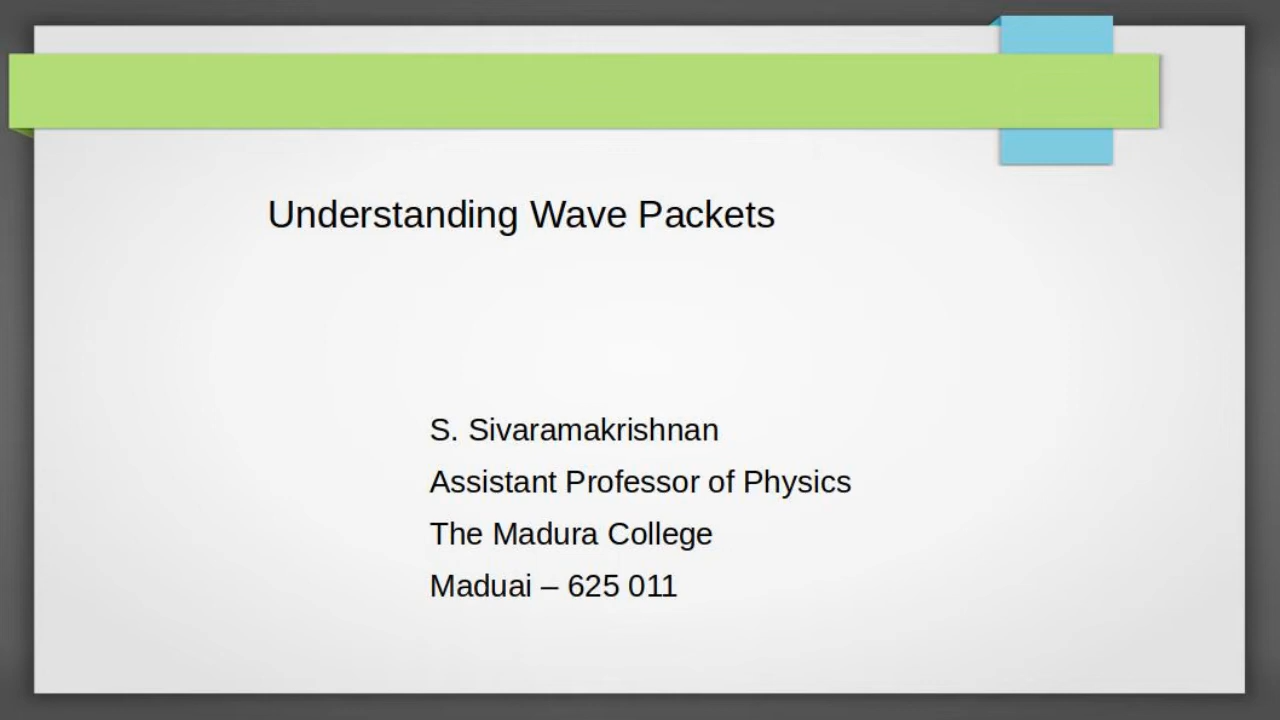 Understanding Wave Packets
S. Sivaramakrishnan
Assistant Professor of Physics
The Madura College
Maduai – 625 011